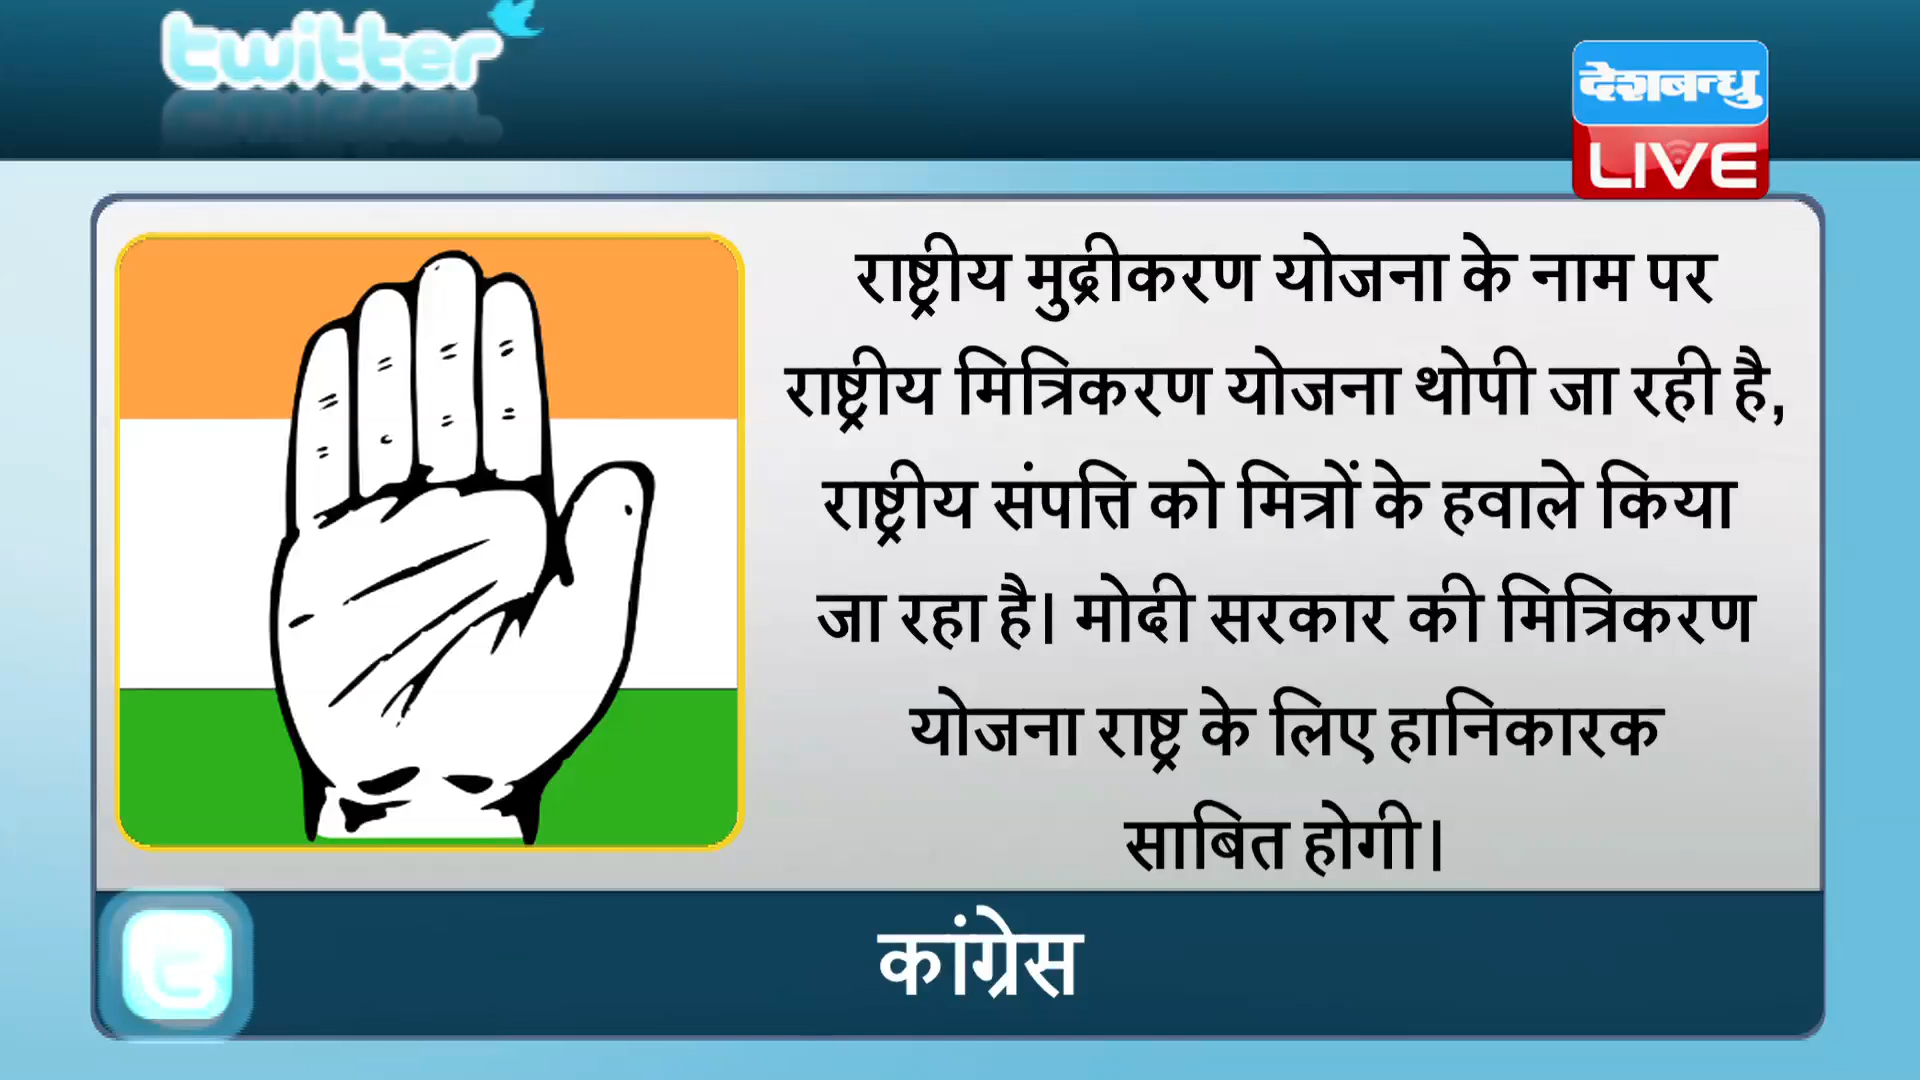 twitter
देशबन्धु
LIVE
राष्ट्रीय मुद्रीकरण योजना के नाम पर
राष्ट्रीय मित्रिकरण योजना थोपी जा रही है,
राष्ट्रीय संपत्ति को मित्रों के हवाले किया
जा रहा है। मोदी सरकार की मित्रिकरण
योजना राष्ट्र के लिए हानिकारक
साबित होगी।
कांग्रेस